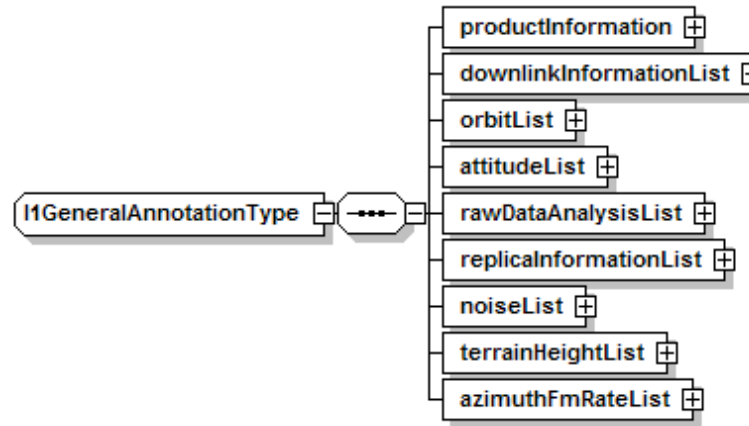 productInformation
downlinkInformationList
orbitList
attitudeList
l1GeneralAnnotationType
rawDataAnalysisList
replicaInformationList
noiseList
terrainHeightList
azimuthFmRateList